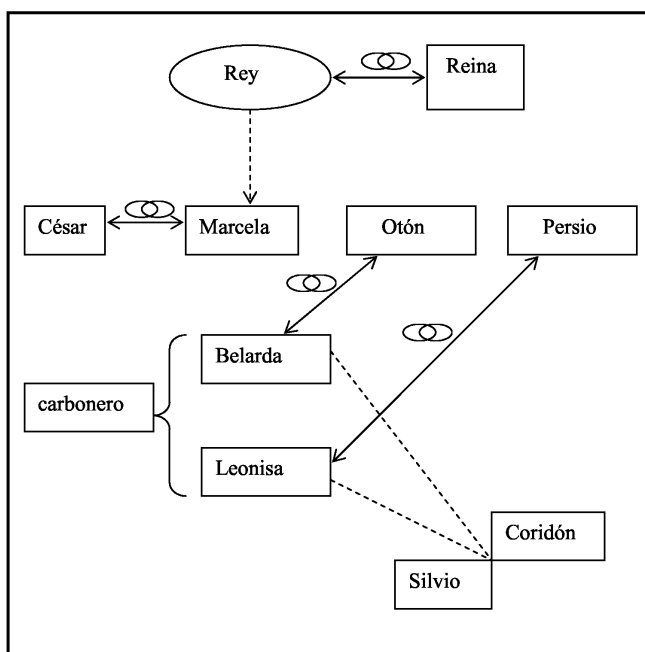 Rey
Reina
César
Marcela
Otón
Persio
Belarda
carbonero
Leonisa
Coridón
Silvio